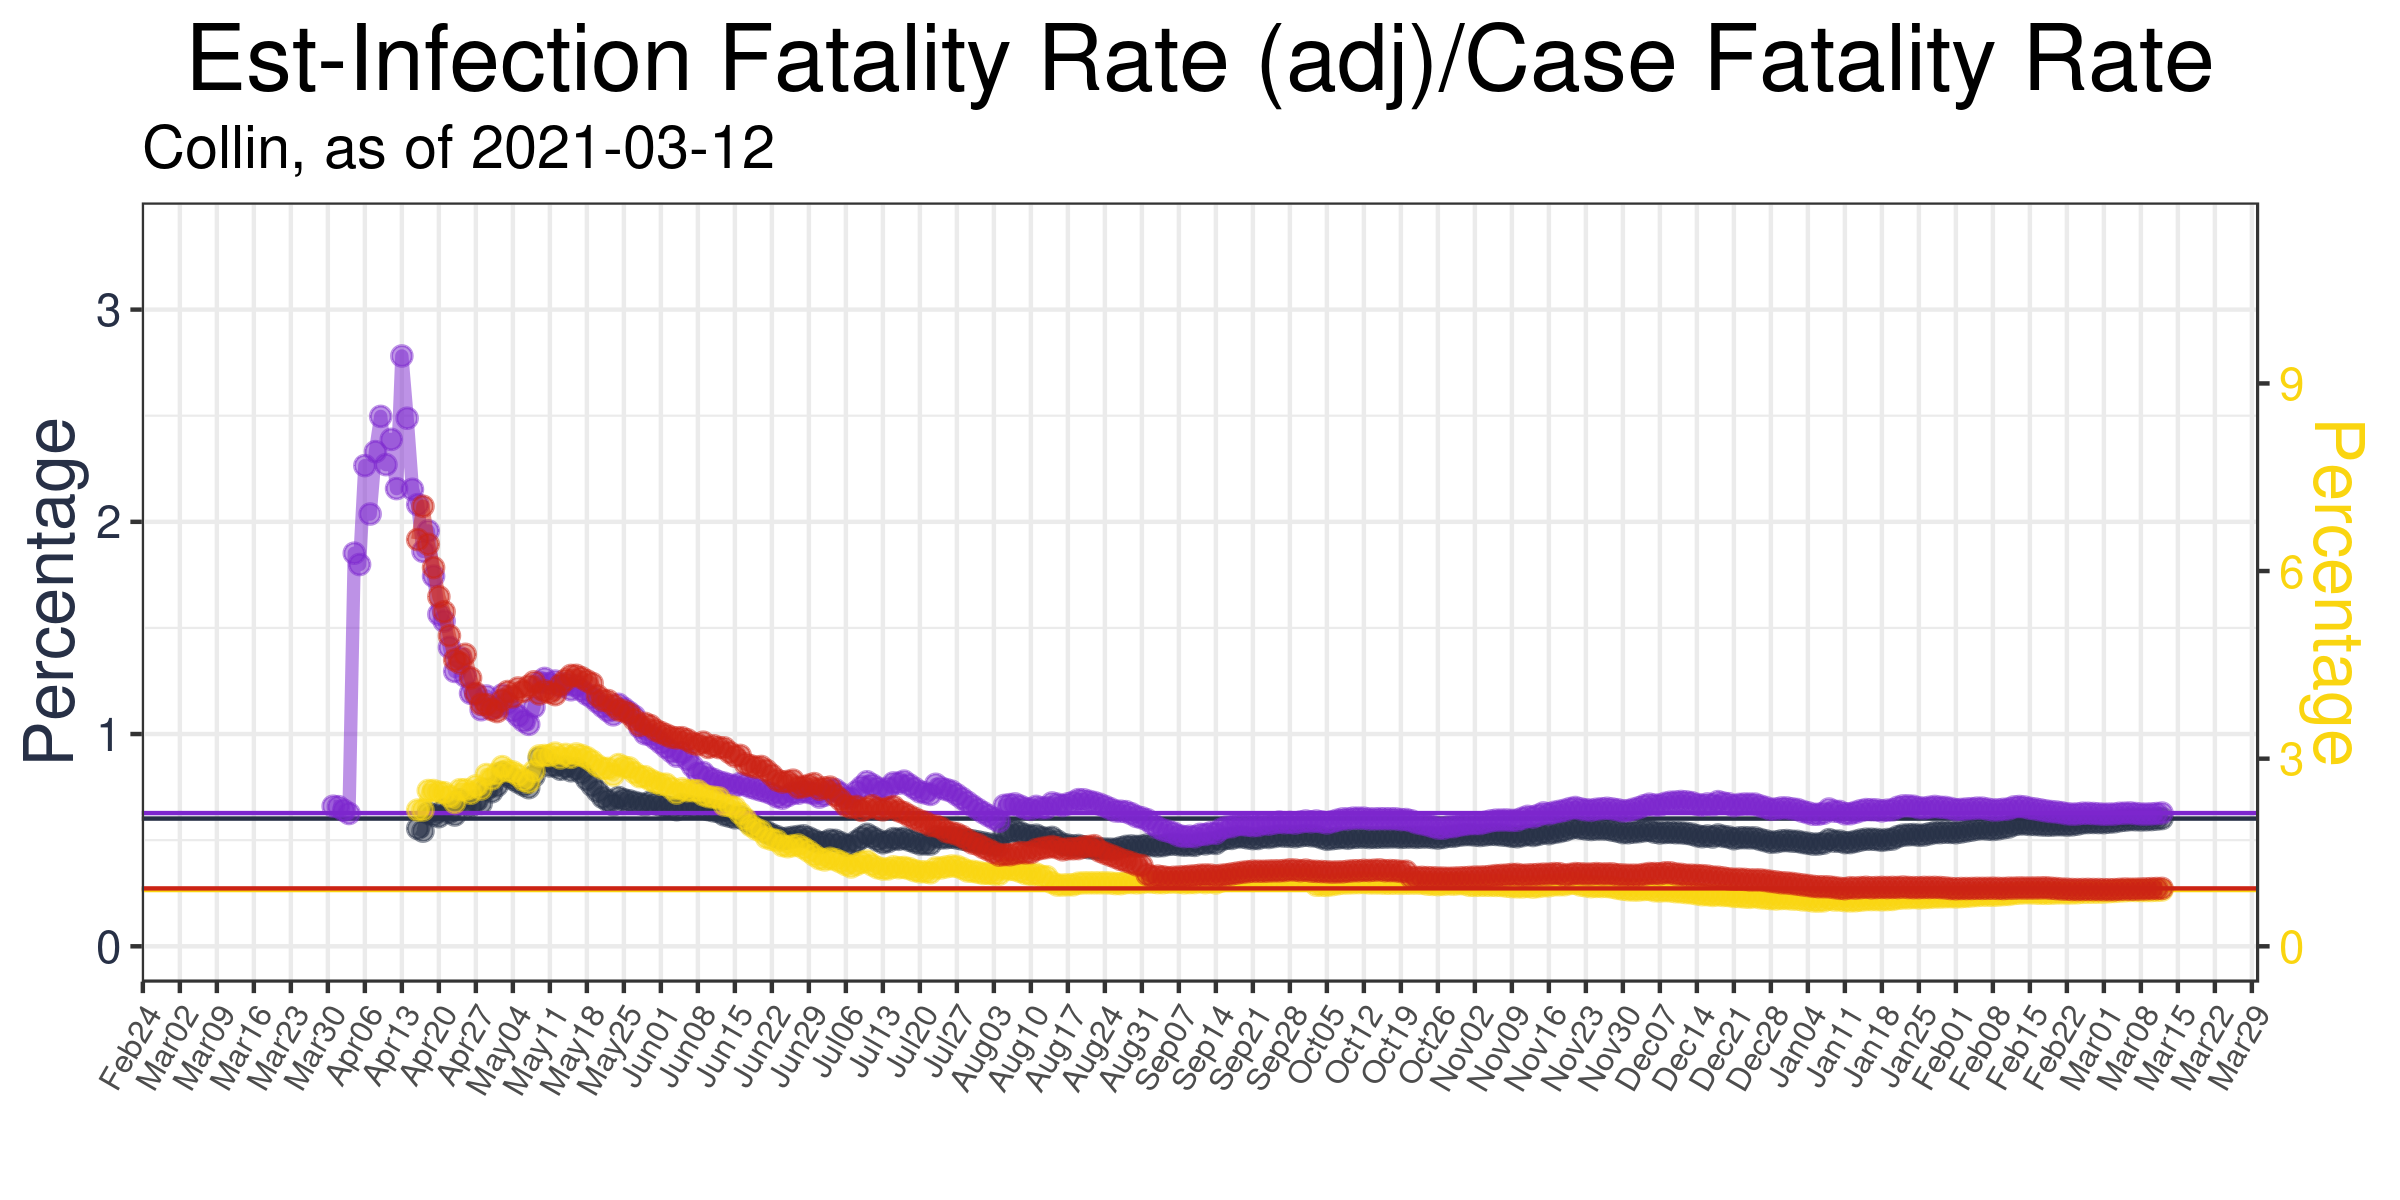 Est-Infection Fatality Rate (adj)/Case Fatality Rate
Collin, as of 2021-03-12
Percentage
3
2
1
0
9
6
3
0
Percentage
Feb24
Mar02
Mar09
Mar16
Mar23
Mar30
Apr06
Apr13
Apr20
Apr27
May04
May11
May18
May25
Jun01
Jun08
Jun15
Jun22
Jun29
Jul06
Jul13
Jul20
Jul27
Aug03
Aug10
Aug17
Aug24
Aug31
Sep07
Sep14
Sep21
Sep28
Oct05
Oct12
Oct19
Oct26
Nov02
Nov09
Nov16
Nov23
Nov30
Dec07
Dec14
Dec21
Dec28
Jan04
Jan11
Jan18
Jan25
Feb01
Feb08
Feb15
Feb22
Mar01
Mar08
Mar15
Mar22
Mar29